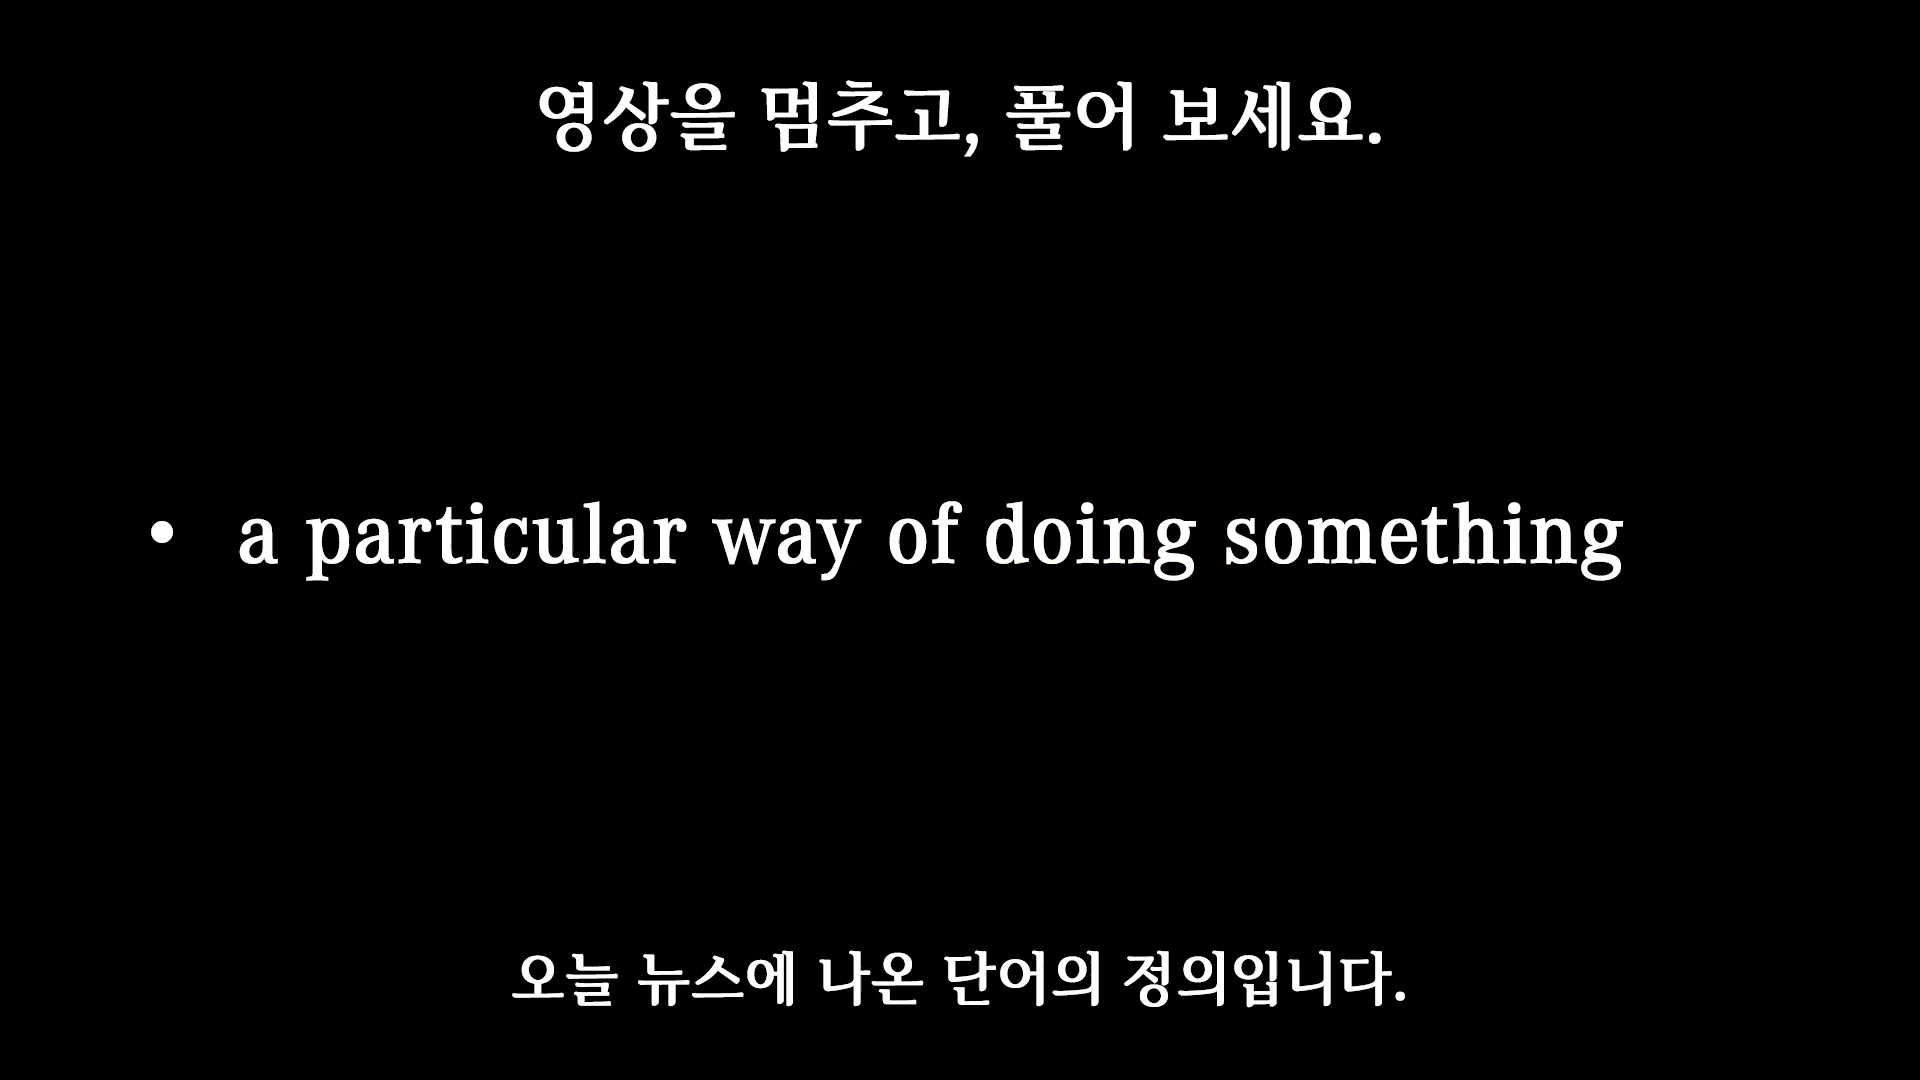 영상을 멈추고, 풀어 보세요.
• a particular way of doing something
오늘 뉴스에 나온 단어의 정의입니다.